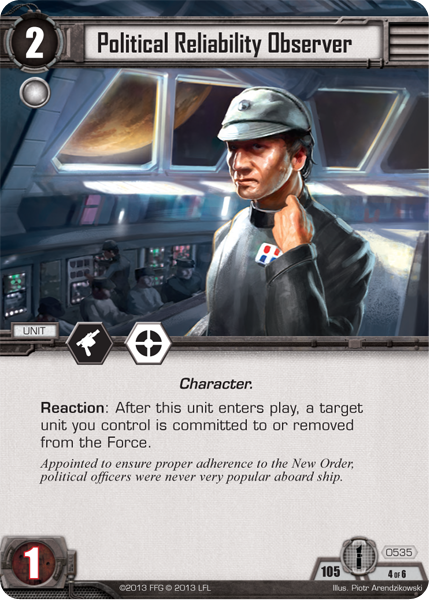 2
Political Reliability Observer
UNIT
Character.
Reaction: After this unit enters play, a target
unit you control is committed to or removed
from the Force.
Appointed to ensure proper adherence to the New Order,
political officers were never very popular aboard ship.
1
0535
105
4 OF 6
©2013 FFG © 2013 LFL
Illus. Piotr Arendzikowski